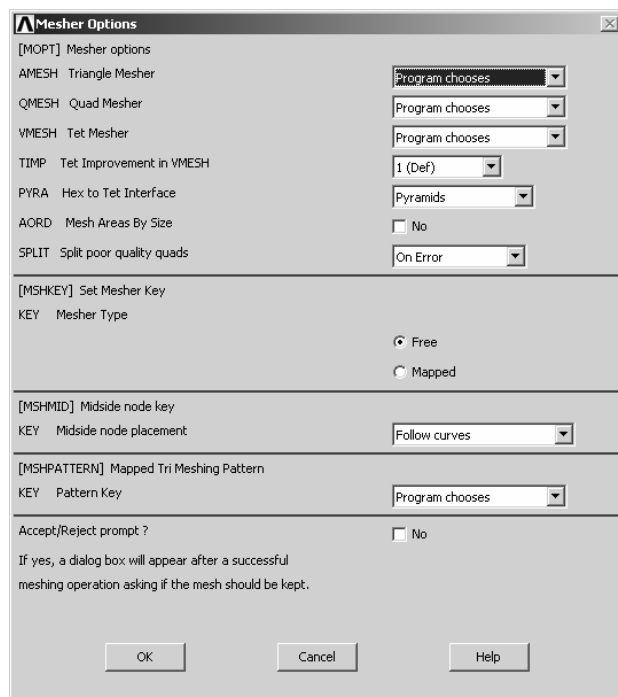 Mesher Options
[MOPT] Mesher options
AMESH Triangle Mesher Program chooses
QMESH Quad Mesher Program chooses
VMESH Tet Mesher Program chooses
TIMP Tet Improvement in VMESH 1 (Def)
PYRA Hex to Tet Interface Pyramids
AORD Mesh Areas By Size No
SPLIT Split poor quality quads On Error
[MSHKEY] Set Mesher Key
KEY Mesher Type
Free
Mapped
[MSHMID] Midside node key
KEY Midside node placement Follow curves
[MSHPATTERN] Mapped Tri Meshing Pattern
KEY Pattern Key Program chooses
Accept/Reject prompt ? No
If yes, a dialog box will appear after a successful
meshing operation asking if the mesh should be kept.
OK Cancel Help